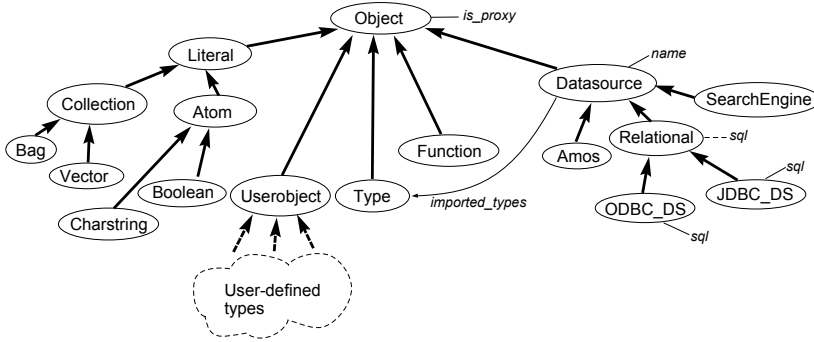 Object
is_proxy
Literal
name
Datasource
Collection
Atom
SearchEngine
Relational
sql
Bag
Function
Amos
Vector
sql
Boolean
Userobject
Type
JDBC_DS
imported_types
ODBC_DS
Charstring
sql
User-defined
types